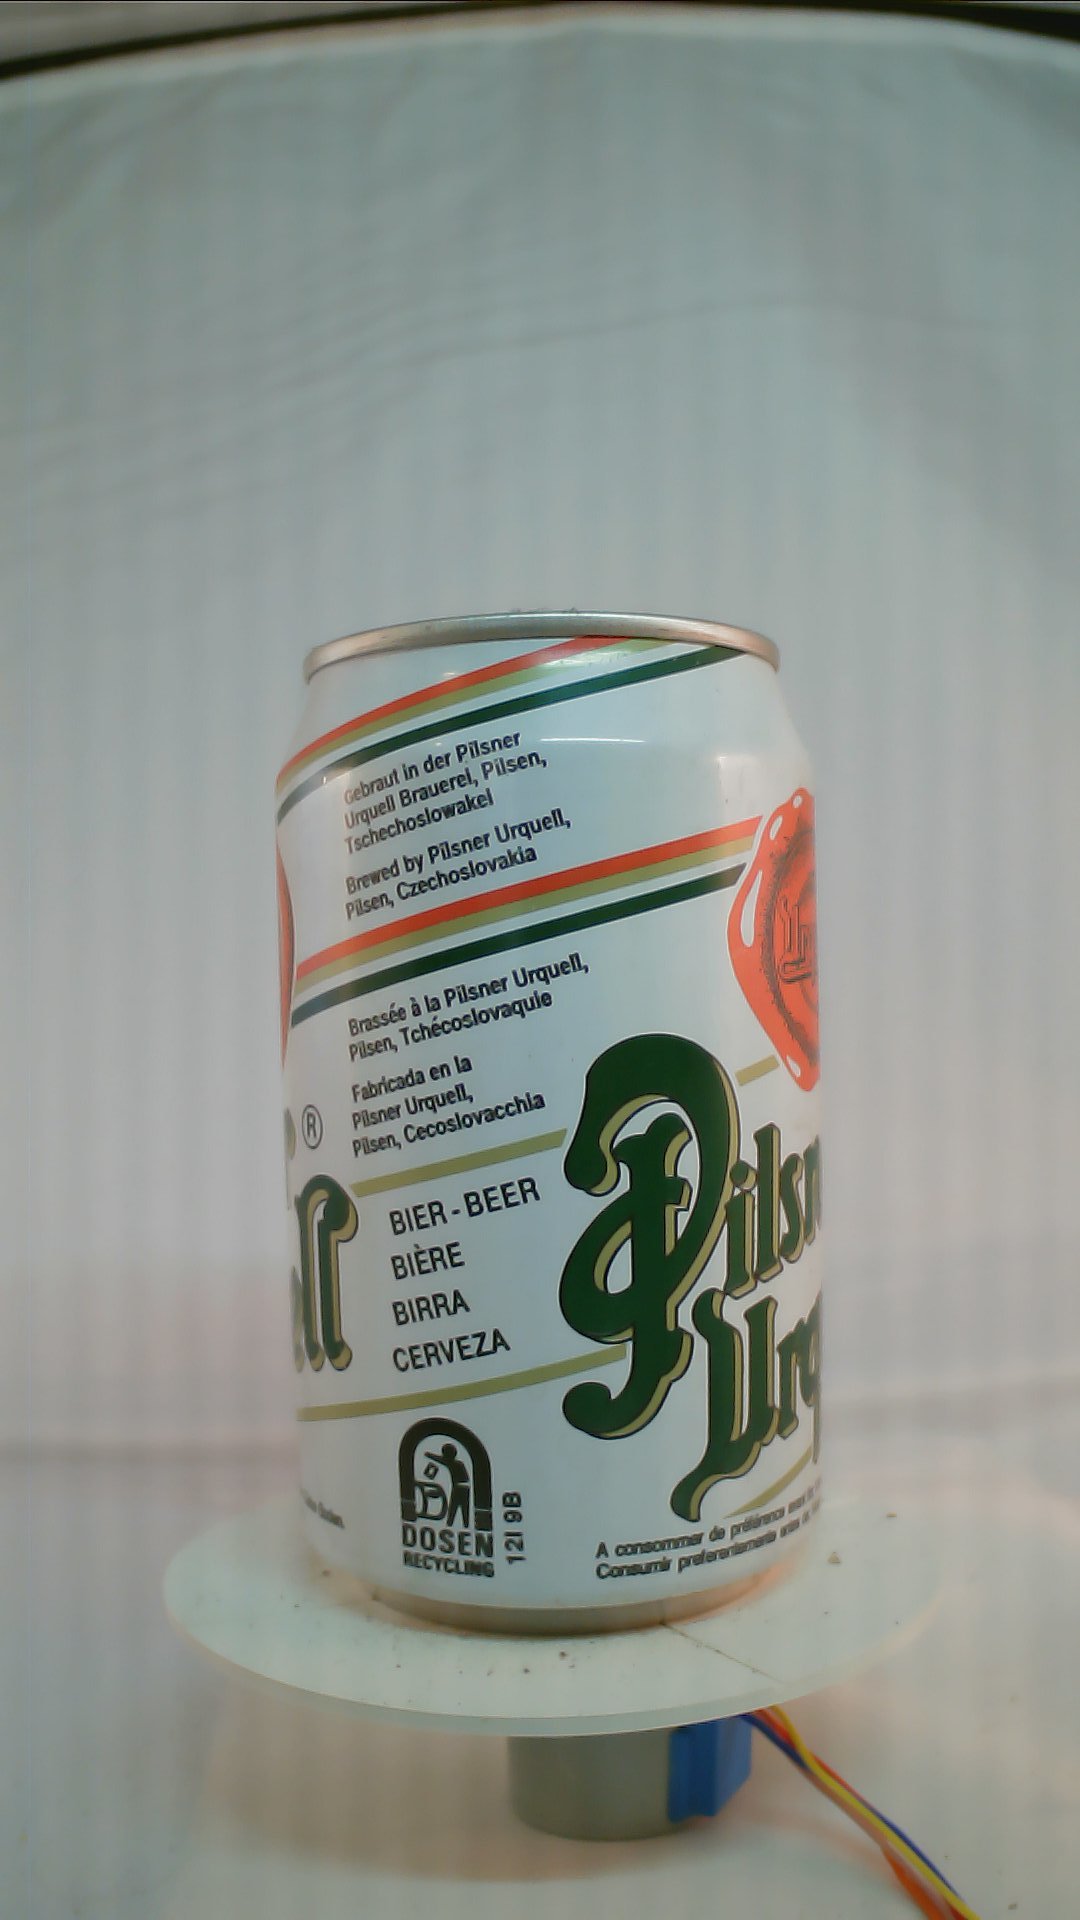 Gebraut in der Pilsner
Urquell Brauerei, Pilsen,
Tschechoslowakei
Brewed by Pilsner Urquell,
Pilsen, Czechoslovakia
Brassée à la Pilsner Urquell,
Pilsen, Tchécoslovaquie
Fabricada en la
Pilsner Urquell,
Pilsen, Cecoslovacchia
®
BIER - BEER
BIÈRE
BIRRA
CERVEZA
Pilsn
Urq
ell
DOSEN
RECYCLING
12I 9B
A consommer de préférence
Consumir preferentemente